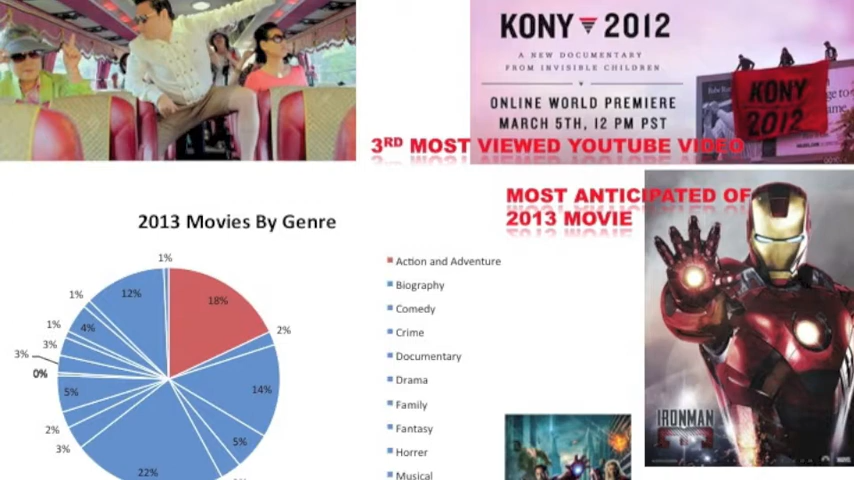 KONY 2012
A NEW DOCUMENTARY
FROM INVISIBLE CHILDREN
ONLINE WORLD PREMIERE
MARCH 5TH, 12 PM PST
KONY
2012
3RD MOST VIEWED YOUTUBE VIDEO
MOST ANTICIPATED OF
2013 MOVIE
2013 Movies By Genre
1%
12%
18%
1%
4%
1%
3%
3%
0%
5%
2%
3%
22%
2%
14%
5%
Action and Adventure
Biography
Comedy
Crime
Documentary
Drama
Family
Fantasy
Horrer
Musical
IRONMAN